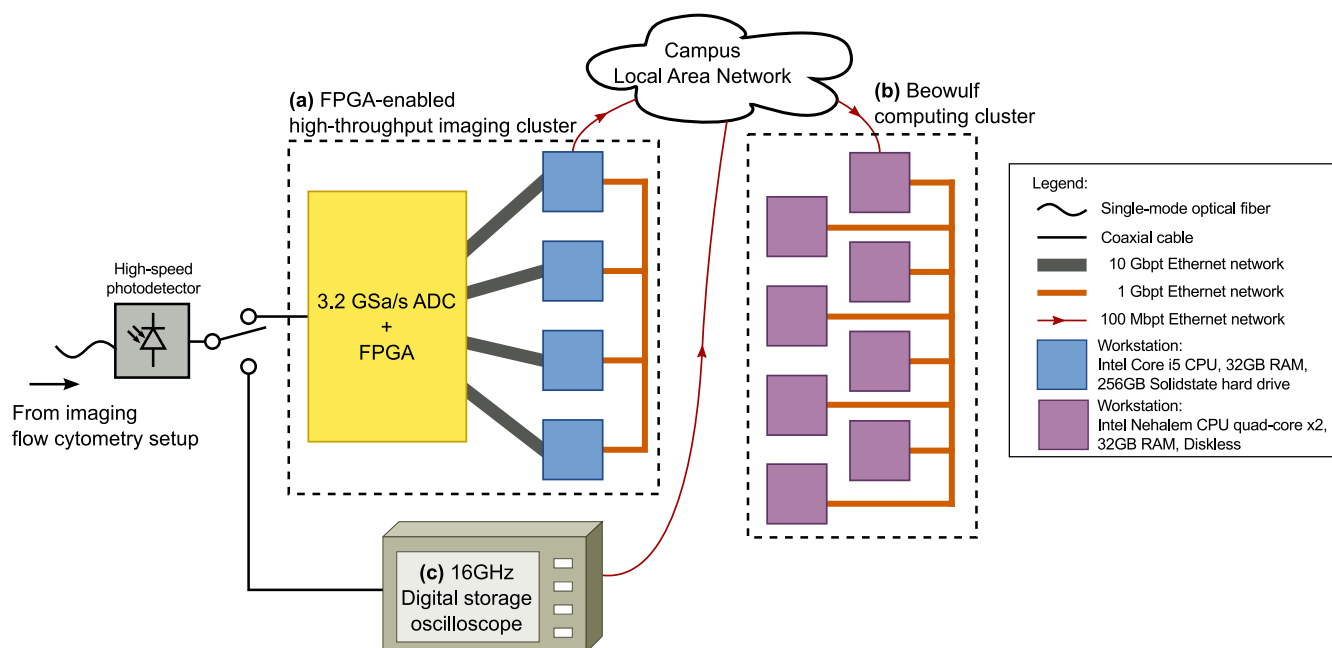 Campus
Local Area Network
(a) FPGA-enabled
high-throughput imaging cluster
(b) Beowulf
computing cluster
High-speed
photodetector
3.2 GSa/s ADC
+
FPGA
From imaging
flow cytometry setup
(c) 16GHz
Digital storage
oscilloscope
Legend:
Single-mode optical fiber
Coaxial cable
10 Gbpt Ethernet network
1 Gbpt Ethernet network
100 Mbpt Ethernet network
Workstation:
Intel Core i5 CPU, 32GB RAM,
256GB Solidstate hard drive
Workstation:
Intel Nehalem CPU quad-core x2,
32GB RAM, Diskless